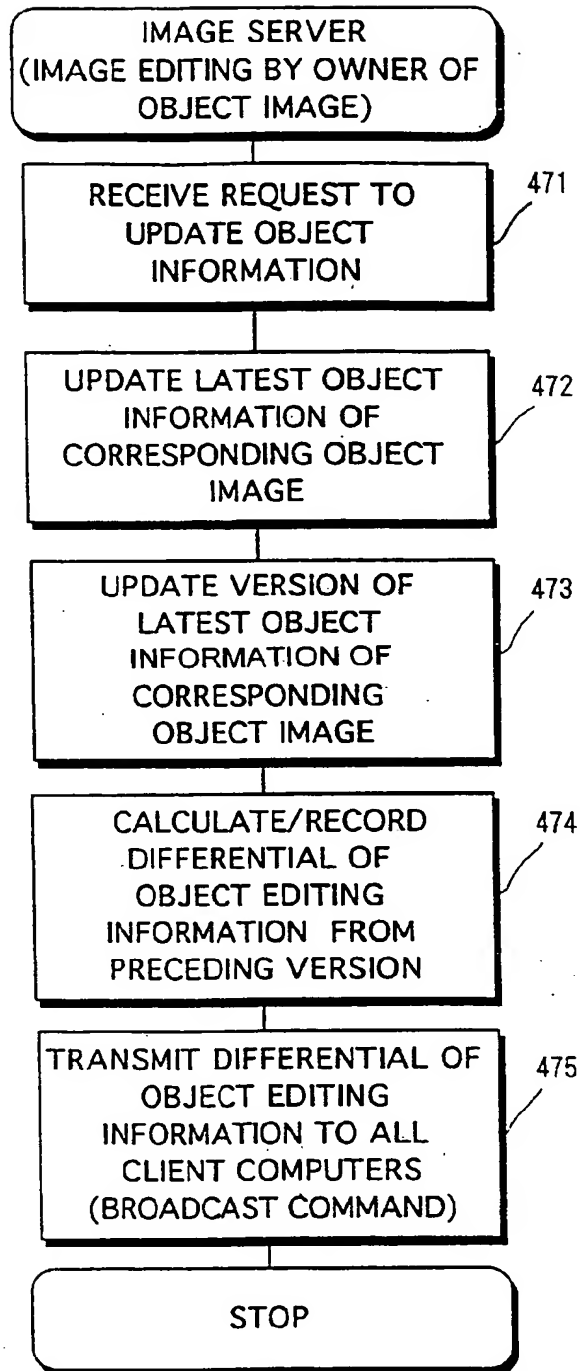 IMAGE SERVER
(IMAGE EDITING BY OWNER OF
OBJECT IMAGE)
471
RECEIVE REQUEST TO
UPDATE OBJECT
INFORMATION
472
UPDATE LATEST OBJECT
INFORMATION OF
CORRESPONDING OBJECT
IMAGE
473
UPDATE VERSION OF
LATEST OBJECT
INFORMATION OF
CORRESPONDING
OBJECT IMAGE
474
CALCULATE/RECORD
DIFFERENTIAL OF
OBJECT EDITING
INFORMATION FROM
PRECEDING VERSION
475
TRANSMIT DIFFERENTIAL OF
OBJECT EDITING
INFORMATION TO ALL
CLIENT COMPUTERS
(BROADCAST COMMAND)
STOP